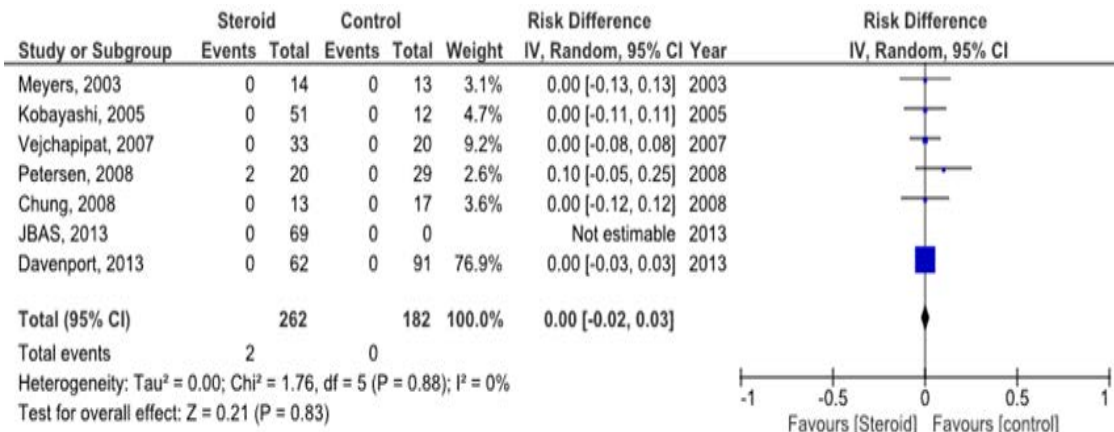 Steroid Control Risk Difference Risk Difference
Study or Subgroup Events Total Events Total Weight IV, Random, 95% CI Year IV, Random, 95% CI
Meyers, 2003 0 14 0 13 3.1% 0.00 [-0.13, 0.13] 2003
Kobayashi, 2005 0 51 0 12 4.7% 0.00 [-0.11, 0.11] 2005
Vejchapipat, 2007 0 33 0 20 9.2% 0.00 [-0.08, 0.08] 2007
Petersen, 2008 2 20 0 29 2.6% 0.10 [-0.05, 0.25] 2008
Chung, 2008 0 13 0 17 3.6% 0.00 [-0.12, 0.12] 2008
JBAS, 2013 0 69 0 0 Not estimable 2013
Davenport, 2013 0 62 0 91 76.9% 0.00 [-0.03, 0.03] 2013
Total (95% CI) 262 182 100.0% 0.00 [-0.02, 0.03]
Total events 2 0
Heterogeneity: Tau² = 0.00; Chi² = 1.76, df = 5 (P = 0.88); I² = 0%
Test for overall effect: Z = 0.21 (P = 0.83)
-1 -0.5 0 0.5 1
Favours [Steroid] Favours [control]